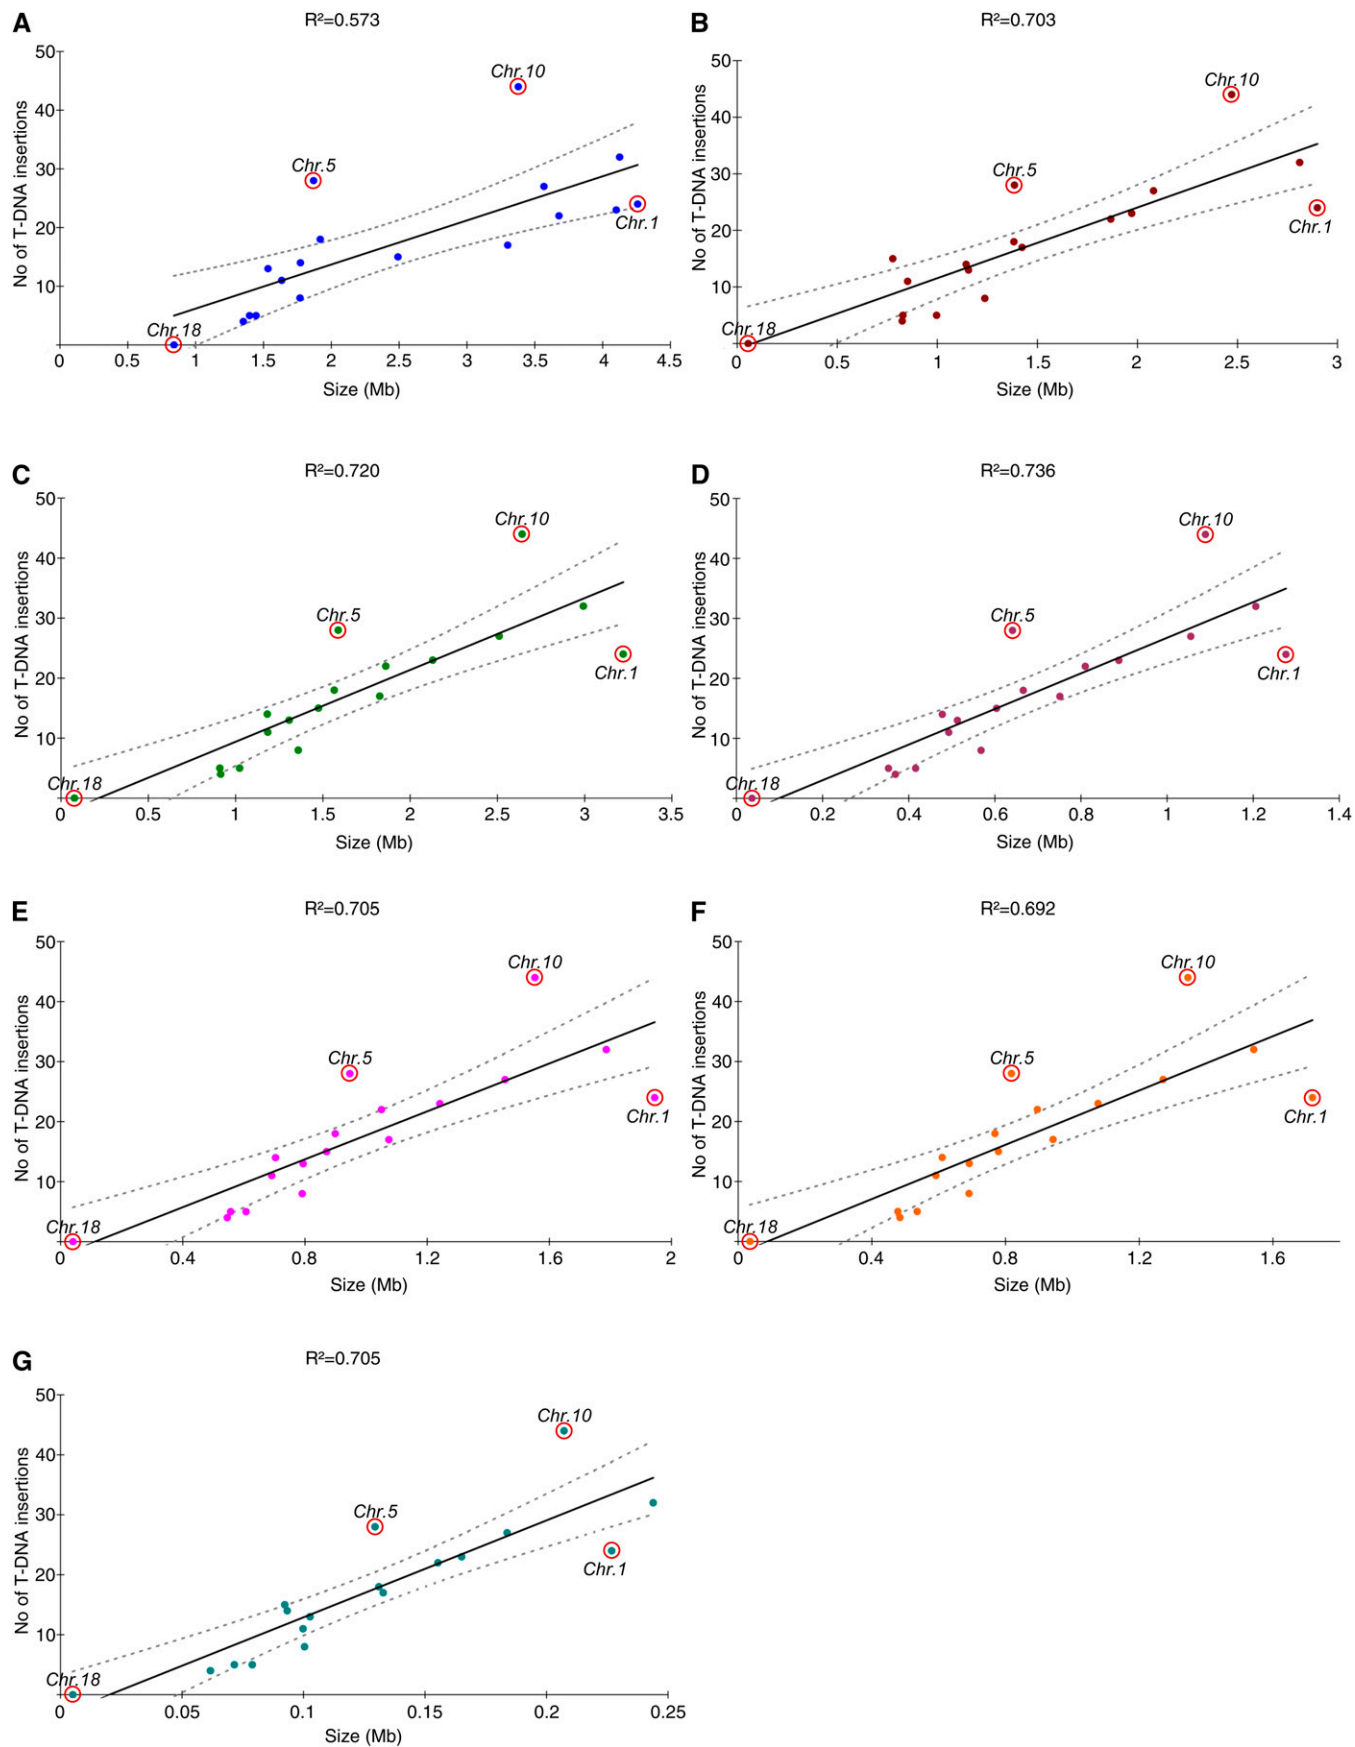 A
R²=0.573
No of T-DNA insertions
50
40
30
20
10
Chr.10
Chr.5
Chr.1
Chr.18
0 0.5 1 1.5 2 2.5 3 3.5 4 4.5
Size (Mb)
B
R²=0.703
No of T-DNA insertions
50
40
30
20
10
Chr.10
Chr.5
Chr.1
Chr.18
0 0.5 1 1.5 2 2.5 3
Size (Mb)
C
R²=0.720
No of T-DNA insertions
50
40
30
20
10
Chr.10
Chr.5
Chr.1
Chr.18
0 0.5 1 1.5 2 2.5 3 3.5
Size (Mb)
D
R²=0.736
No of T-DNA insertions
50
40
30
20
10
Chr.10
Chr.5
Chr.1
Chr.18
0 0.2 0.4 0.6 0.8 1 1.2 1.4
Size (Mb)
E
R²=0.705
No of T-DNA insertions
50
40
30
20
10
Chr.10
Chr.5
Chr.1
Chr.18
0 0.4 0.8 1.2 1.6 2
Size (Mb)
F
R²=0.692
No of T-DNA insertions
50
40
30
20
10
Chr.10
Chr.5
Chr.1
Chr.18
0 0.4 0.8 1.2 1.6
Size (Mb)
G
R²=0.705
No of T-DNA insertions
50
40
30
20
10
Chr.10
Chr.5
Chr.1
Chr.18
0 0.05 0.1 0.15 0.2 0.25
Size (Mb)